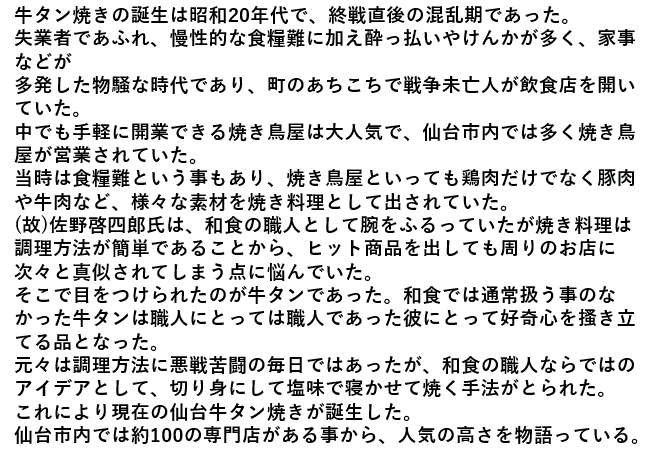 牛タン焼きの誕生は昭和20年代で、終戦直後の混乱期であった。
失業者であふれ、慢性的な食糧難に加え酔っ払いやけんかが多く、家事
などが
多発した物騒な時代であり、町のあちこちで戦争未亡人が飲食店を開い
ていた。
中でも手軽に開業できる焼き鳥屋は大人気で、仙台市内では多く焼き鳥
屋が営業されていた。
当時は食糧難という事もあり、焼き鳥屋といっても鶏肉だけでなく豚肉
や牛肉など、様々な素材を焼き料理として出されていた。
(故)佐野啓四郎氏は、和食の職人として腕をふるっていたが焼き料理は
調理方法が簡単であることから、ヒット商品を出しても周りのお店に
次々と真似されてしまう点に悩んでいた。
そこで目をつけられたのが牛タンであった。和食では通常扱う事のな
かった牛タンは職人にとっては職人であった彼にとって好奇心を掻き立
てる品となった。
元々は調理方法に悪戦苦闘の毎日ではあったが、和食の職人ならではの
アイデアとして、切り身にして塩味で寝かせて焼く手法がとられた。
これにより現在の仙台牛タン焼きが誕生した。
仙台市内では約100の専門店がある事から、人気の高さを物語っている。